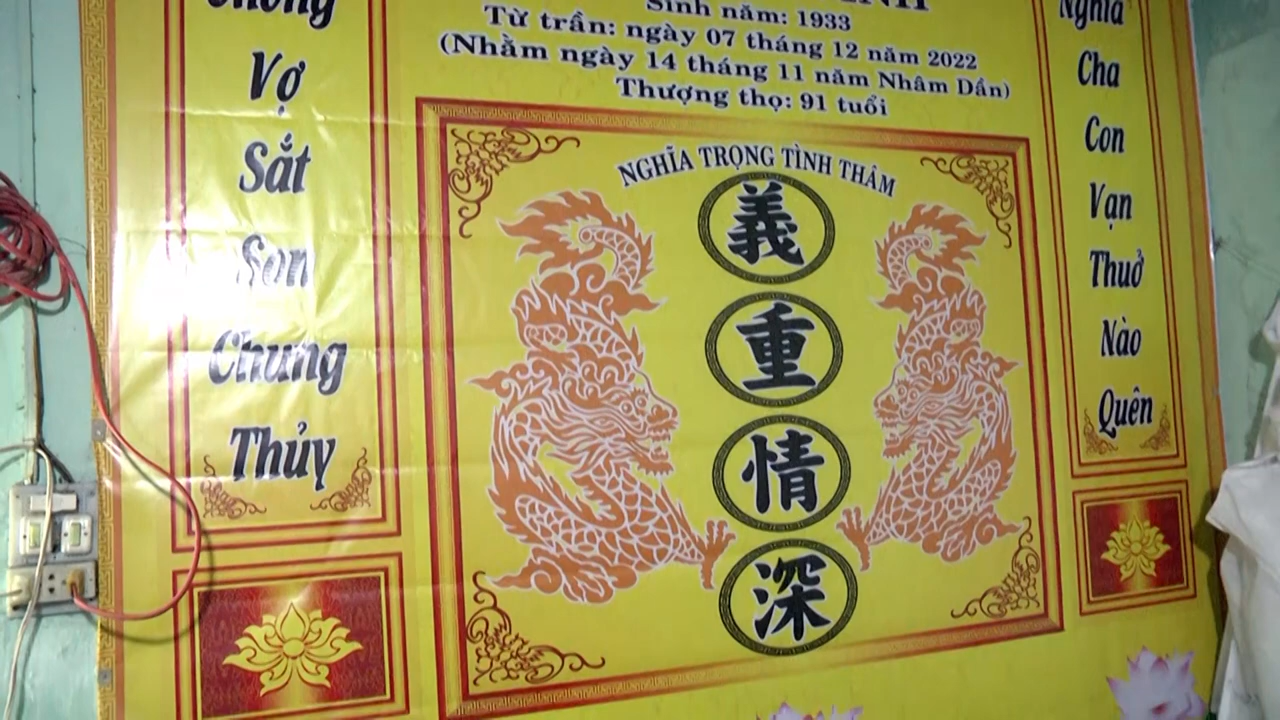 Sinh năm: 1933
Từ trần: ngày 07 tháng 12 năm 2022
(Nhằm ngày 14 tháng 11 năm Nhâm Dần)
Thượng thọ: 91 tuổi
Vợ
Sắt
Son
Chung
Thủy
NGHĨA TRỌNG TÌNH THÂM
義
重
情
深
Nghĩa
Cha
Con
Vạn
Thuở
Nào
Quên